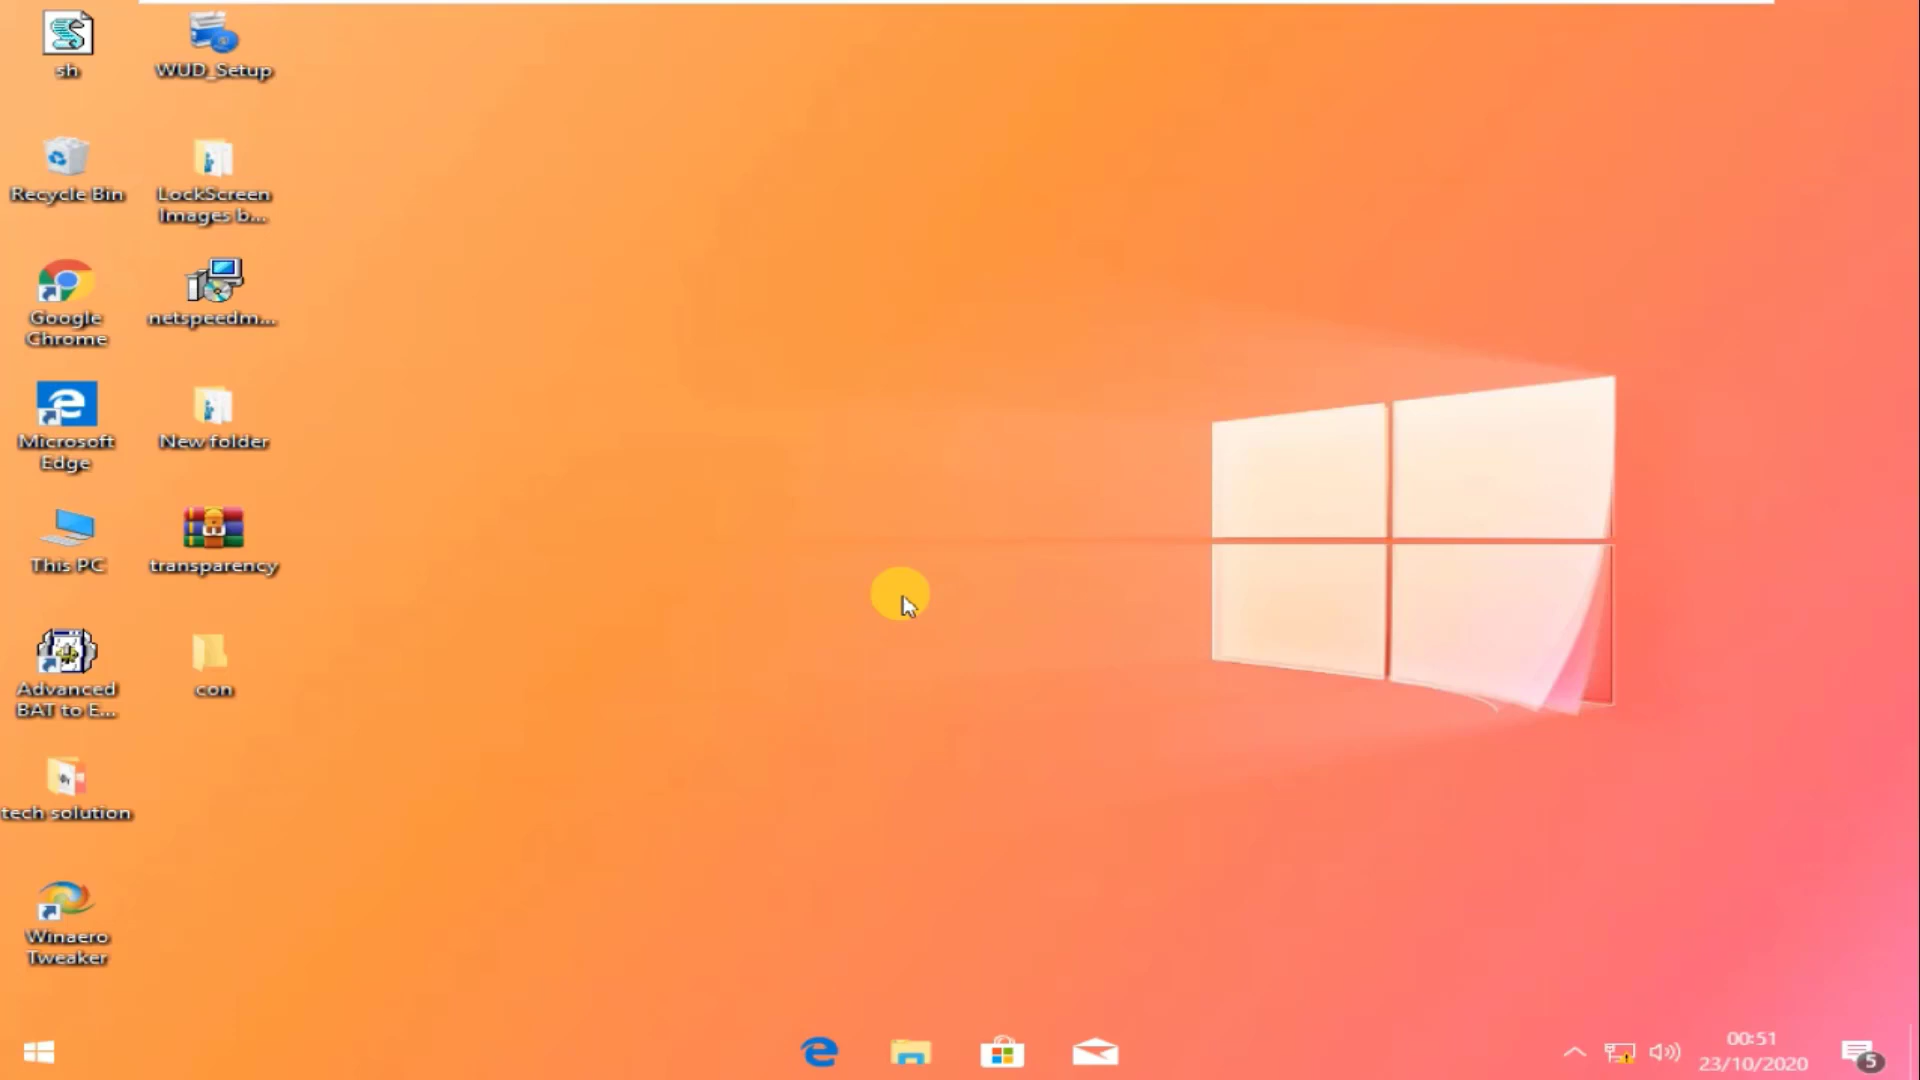 sh
WUD_Setup
Recycle Bin
LockScreen
Images b...
Google
Chrome
netspeedm...
Microsoft
Edge
New folder
This PC
transparency
Advanced
BAT to E...
con
tech solution
Winaero
Tweaker
00:51
23/10/2020
5